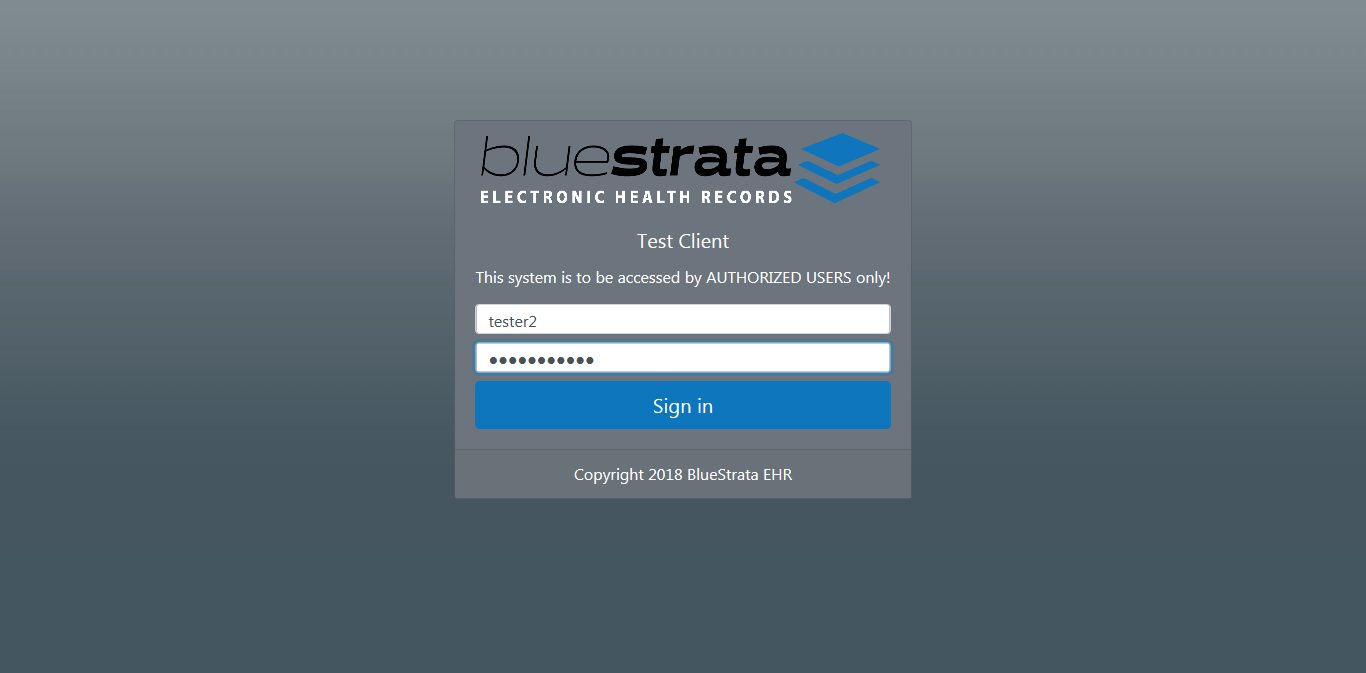 bluestrata
ELECTRONIC HEALTH RECORDS
Test Client
This system is to be accessed by AUTHORIZED USERS only!
tester2
●●●●●●●●●●●
Sign in
Copyright 2018 BlueStrata EHR